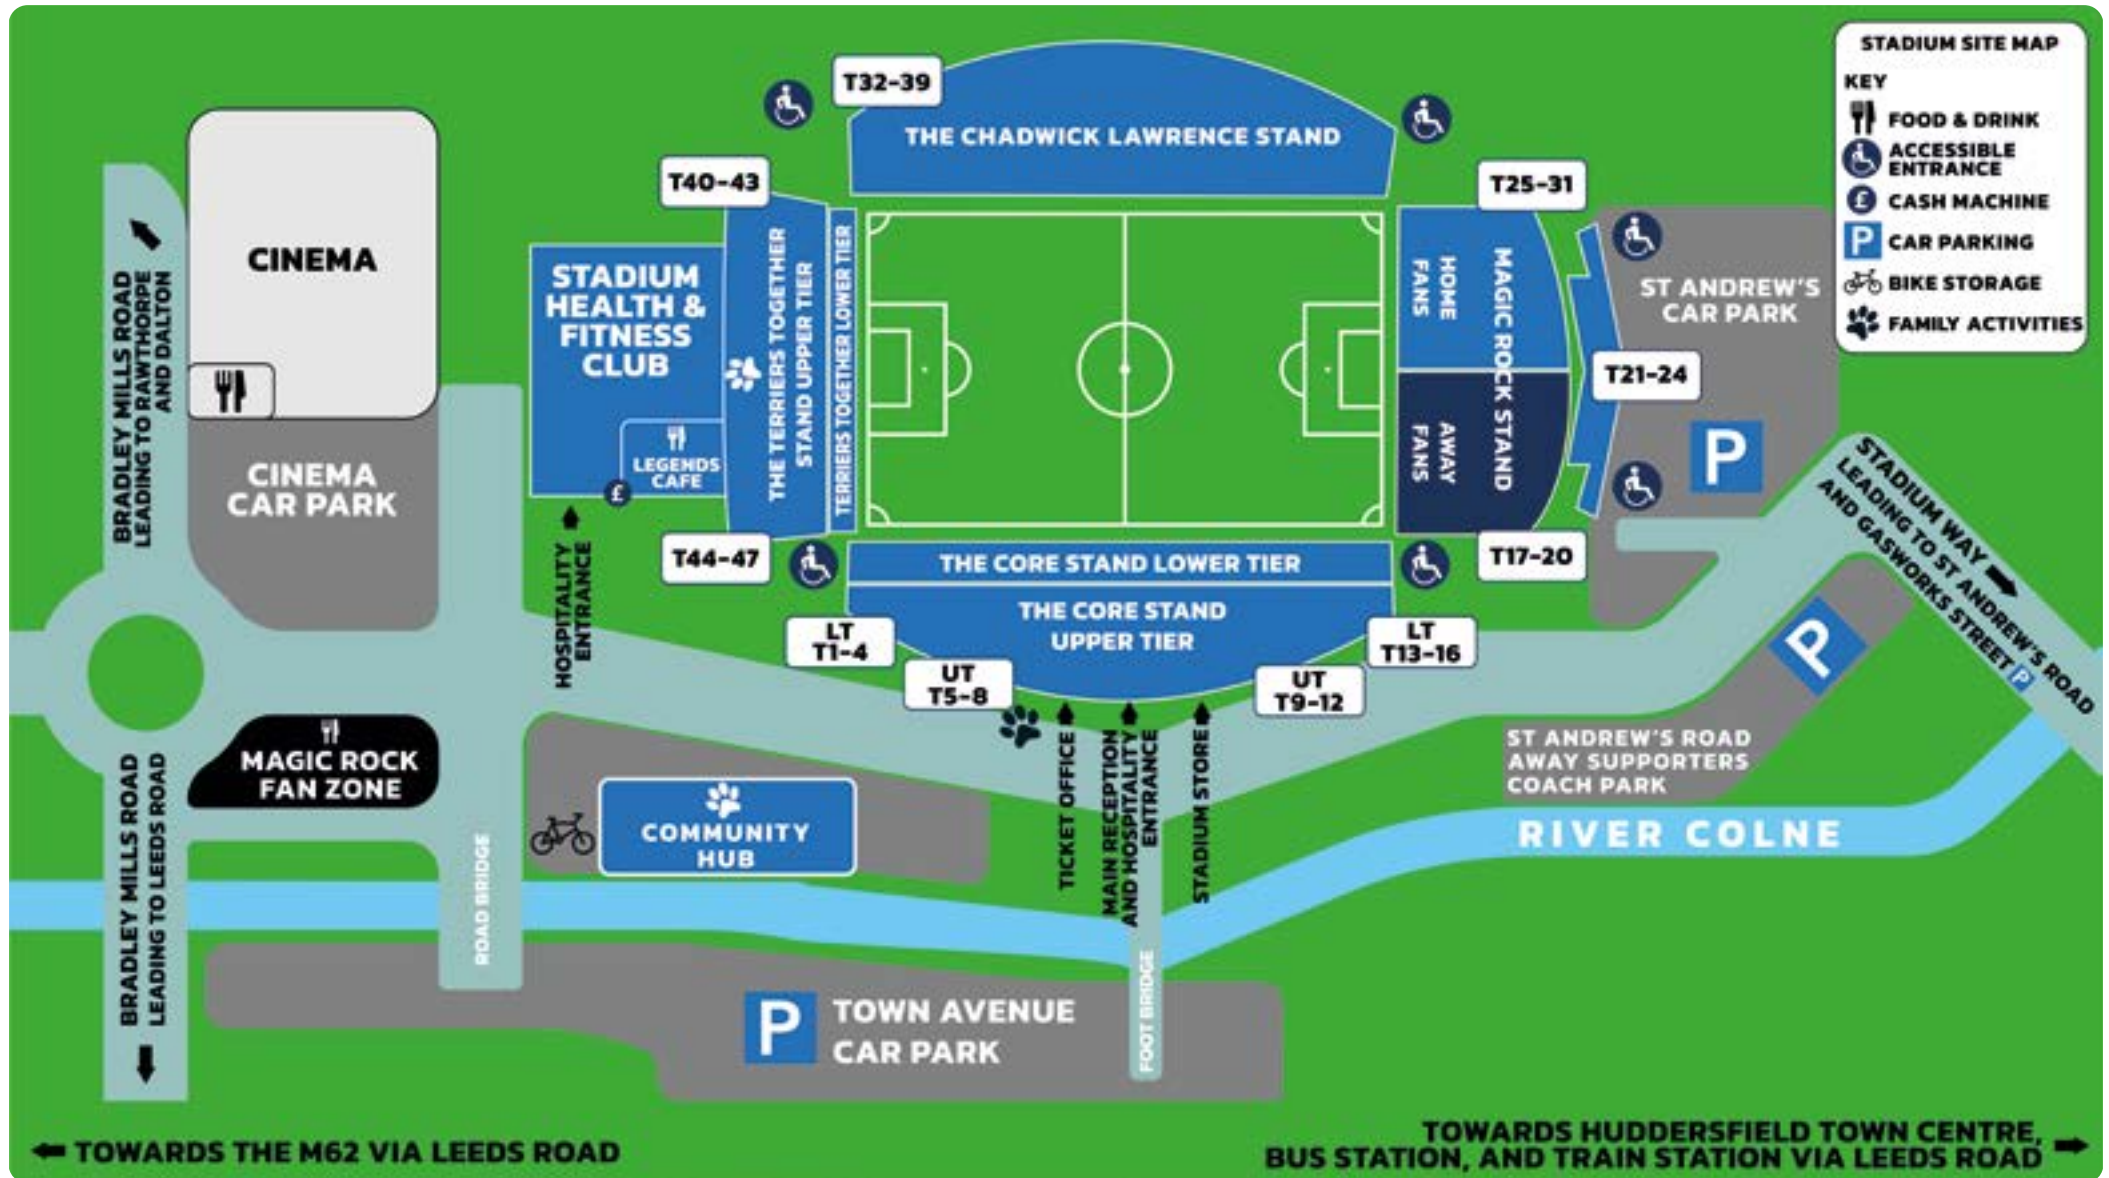 STADIUM SITE MAP
KEY
FOOD & DRINK
ACCESSIBLE
ENTRANCE
£
CASH MACHINE
P
CAR PARKING
BIKE STORAGE
FAMILY ACTIVITIES
T32-39
THE CHADWICK LAWRENCE STAND
T40-43
T25-31
CINEMA
BRADLEY MILLS ROAD
LEADING TO RAWTHORPE
AND DALTON
CINEMA
CAR PARK
STADIUM
HEALTH &
FITNESS
CLUB
LEGENDS
CAFE
£
THE TERRIERS TOGETHER
STAND UPPER TIER
TERRIERS TOGETHER LOWER TIER
HOME
FANS
AWAY
FANS
MAGIC ROCK STAND
ST ANDREW'S
CAR PARK
T21-24
P
T44-47
T17-20
HOSPITALITY
ENTRANCE
THE CORE STAND LOWER TIER
THE CORE STAND
UPPER TIER
LT
T1-4
UT
T5-8
UT
T9-12
LT
T13-16
STADIUM WAY
LEADING TO ST ANDREW'S ROAD
AND GASWORKS STREET P
P
MAGIC ROCK
FAN ZONE
BRADLEY MILLS ROAD
LEADING TO LEEDS ROAD
ROAD BRIDGE
COMMUNITY
HUB
TICKET OFFICE
MAIN RECEPTION
AND HOSPITALITY
ENTRANCE
STADIUM STORE
ST ANDREW'S ROAD
AWAY SUPPORTERS
COACH PARK
RIVER COLNE
P
TOWN AVENUE
CAR PARK
FOOT BRIDGE
TOWARDS THE M62 VIA LEEDS ROAD
TOWARDS HUDDERSFIELD TOWN CENTRE,
BUS STATION, AND TRAIN STATION VIA LEEDS ROAD